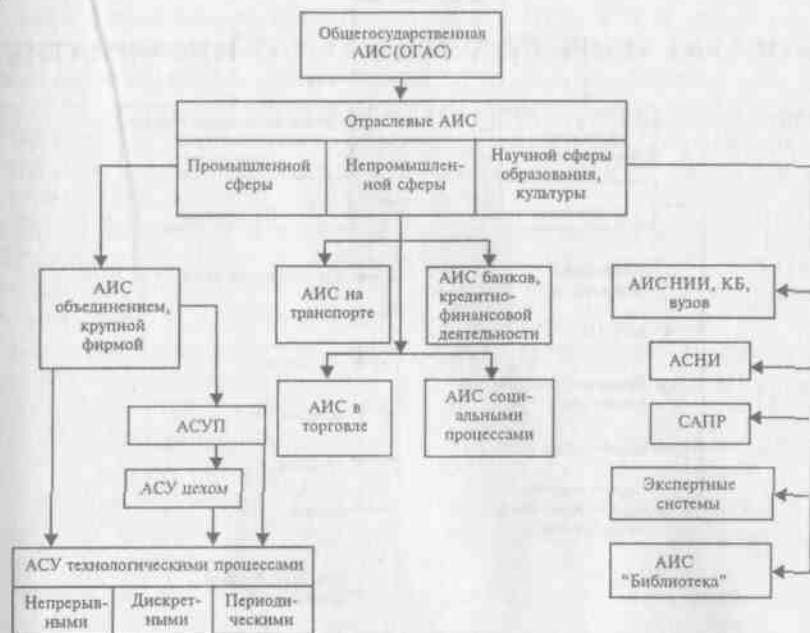 Общегосударственная
АИС(ОГАС)
Отраслевые АИС
Промышленной
сферы
Непромышлен-
ной сферы
Научной сферы
образования,
культуры
АИС
объединением,
крупной
фирмой
АИС на
транспорте
АИС банков,
кредитно-
финансовой
деятельности
АИСНИИ, КБ,
вузов
АСНИ
САПР
АИС в
торговле
АИС соци-
альными
процессами
АСУП
АСУ цехом
Экспертные
системы
АИС
"Библиотека"
АСУ технологическими процессами
Непрерыв-
ными
Дискрет-
ными
Периоди-
ческими